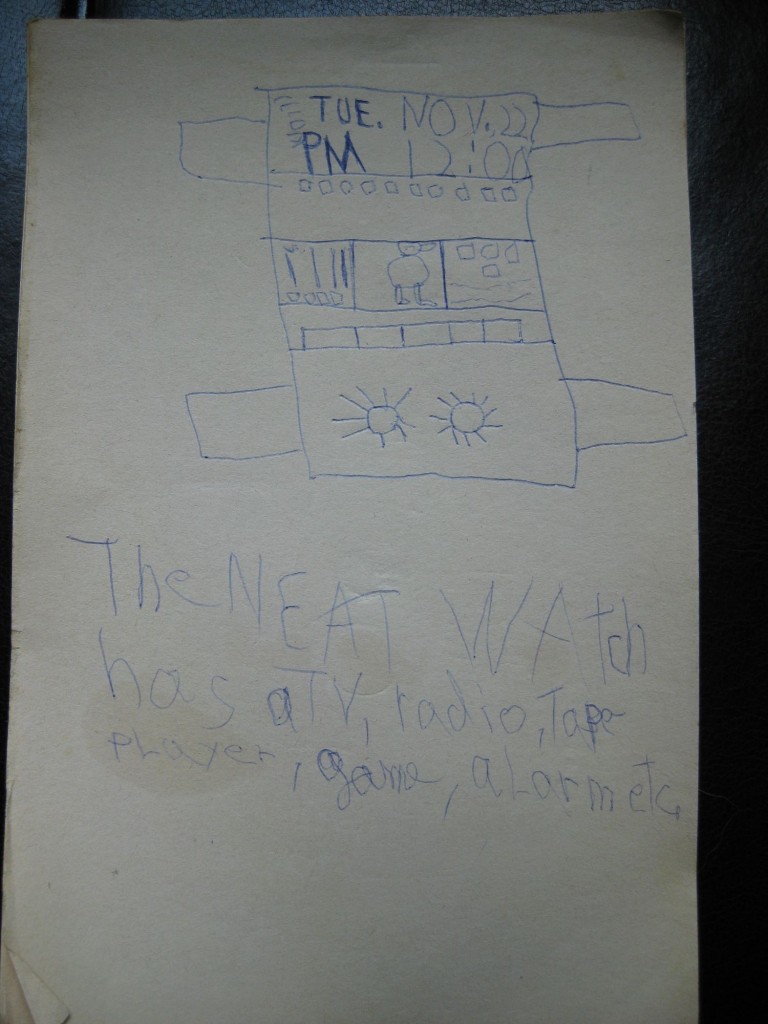 TUE. NOV. 22
PM 12:00
The NEAT WAtch
has a TV, radio, Tape
PLayer, game, aLarm etc.